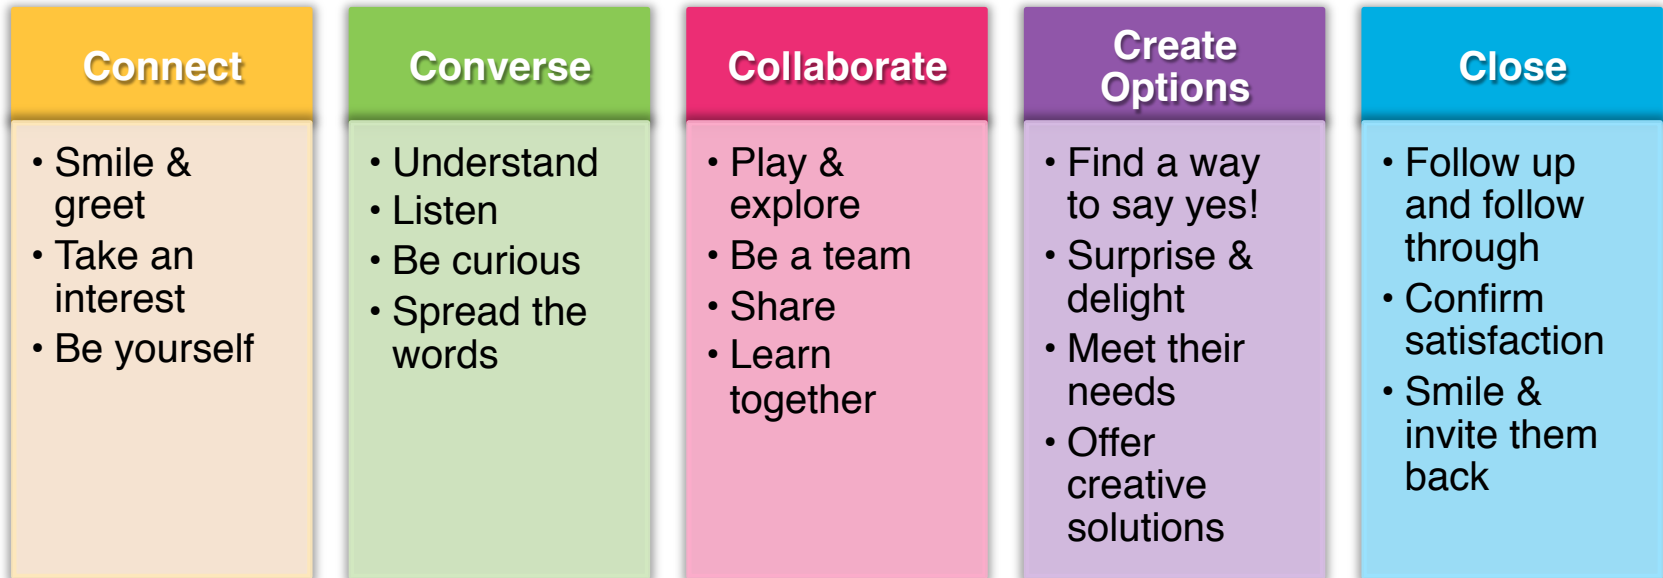 Connect
• Smile &
greet
• Take an
interest
• Be yourself
Converse
• Understand
• Listen
• Be curious
• Spread the
words
Collaborate
• Play &
explore
• Be a team
• Share
• Learn
together
Create
Options
• Find a way
to say yes!
• Surprise &
delight
• Meet their
needs
• Offer
creative
solutions
Close
• Follow up
and follow
through
• Confirm
satisfaction
• Smile &
invite them
back